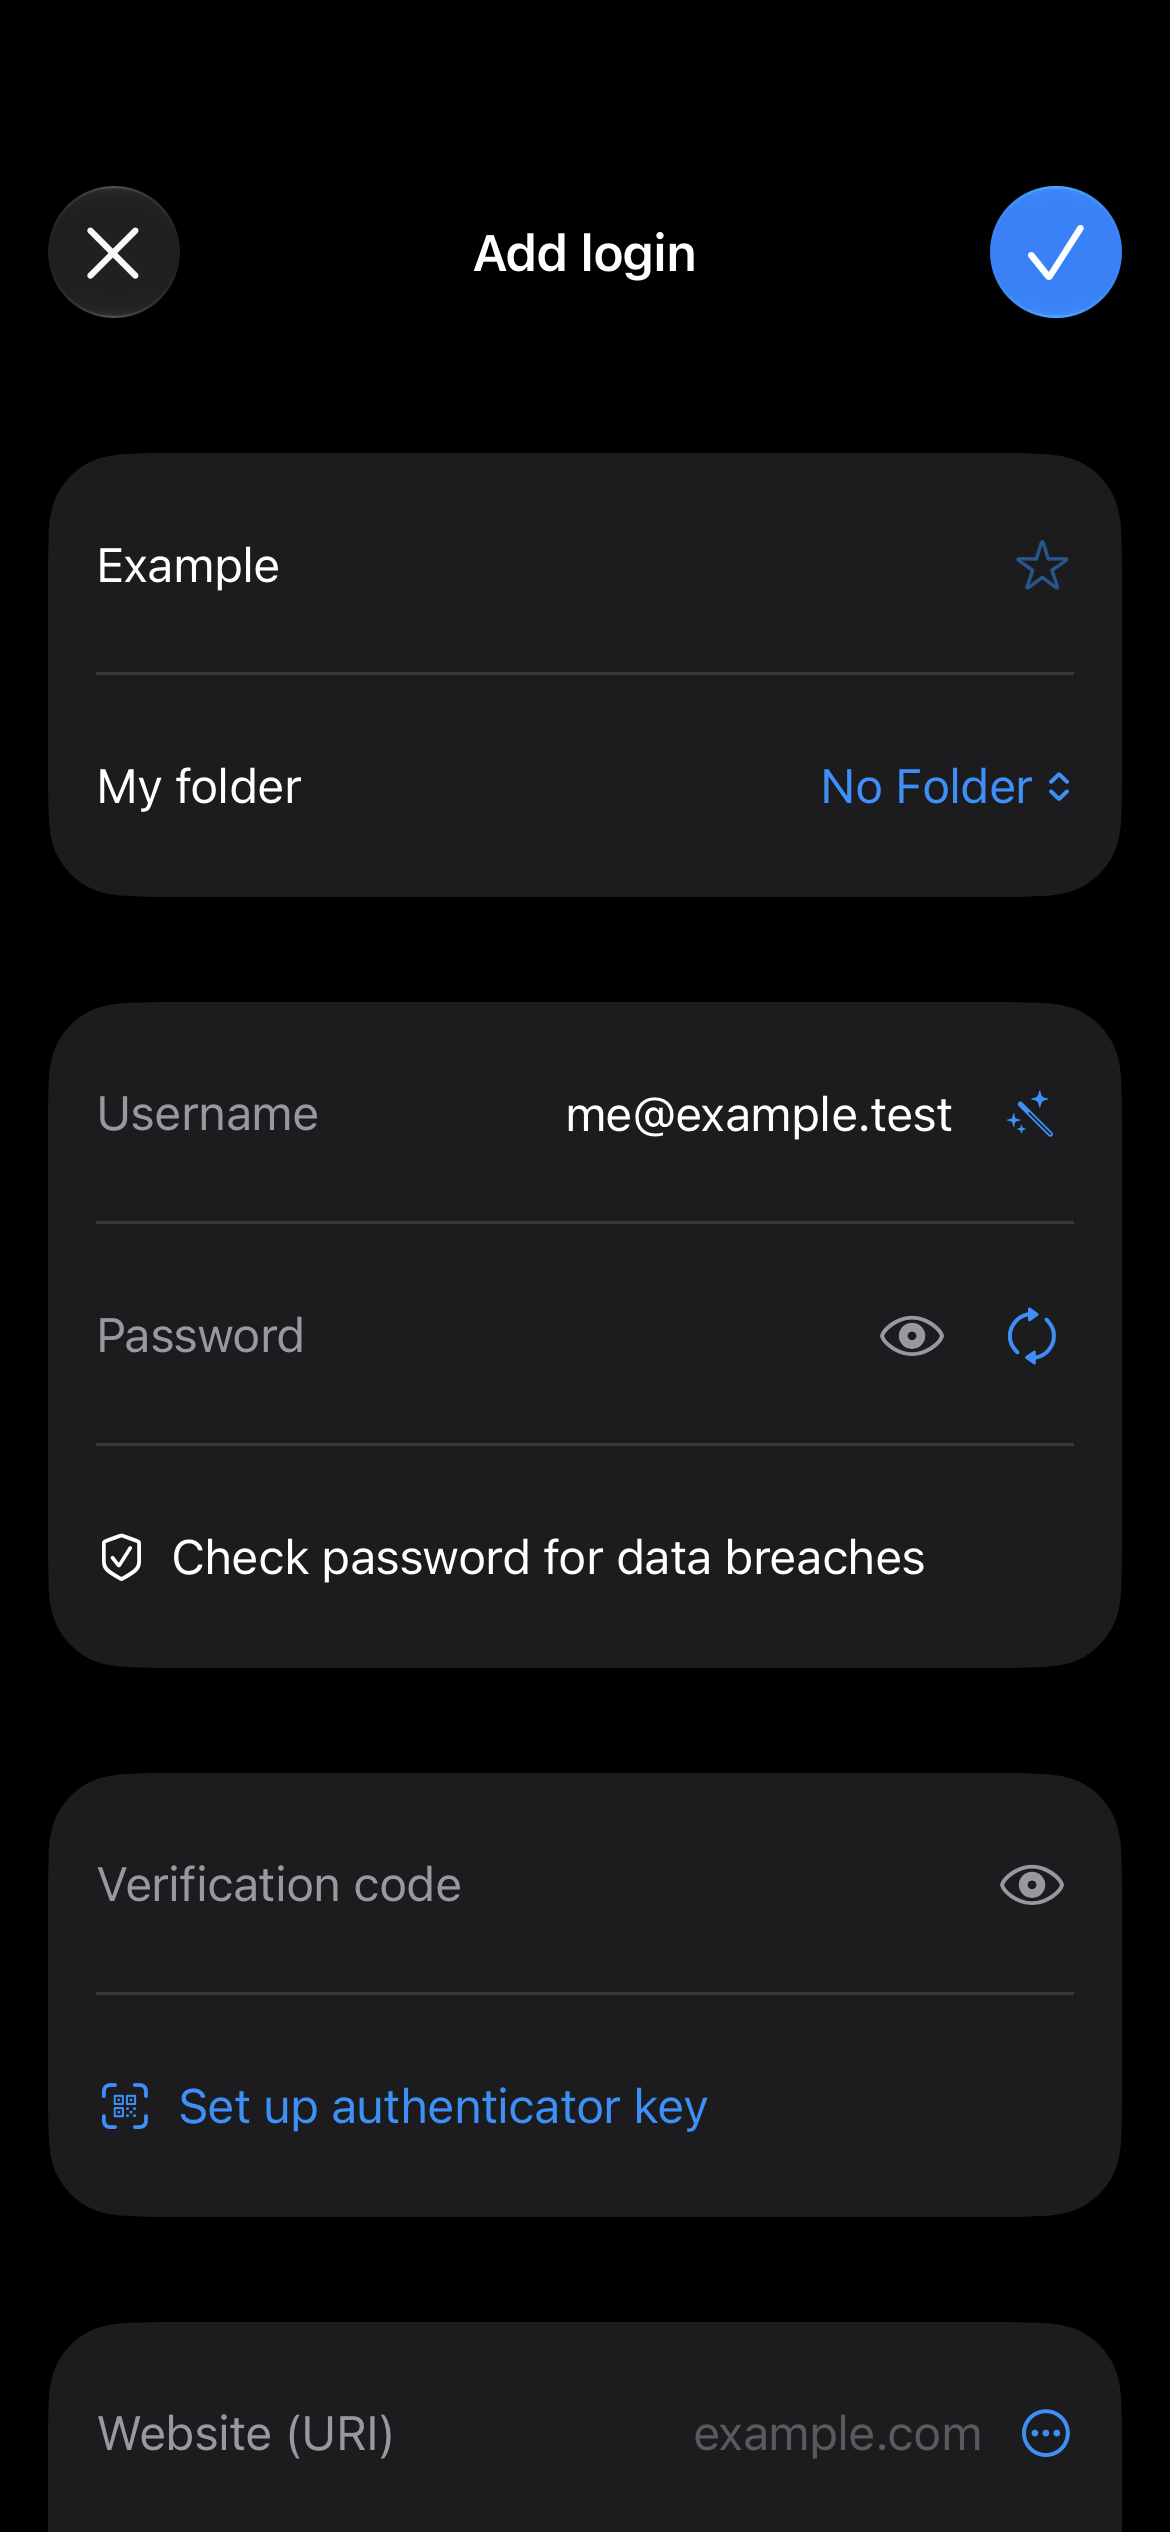 Add login
Example
My folder No Folder
Username me@example.test
Password
Check password for data breaches
Verification code
Set up authenticator key
Website (URI) example.com